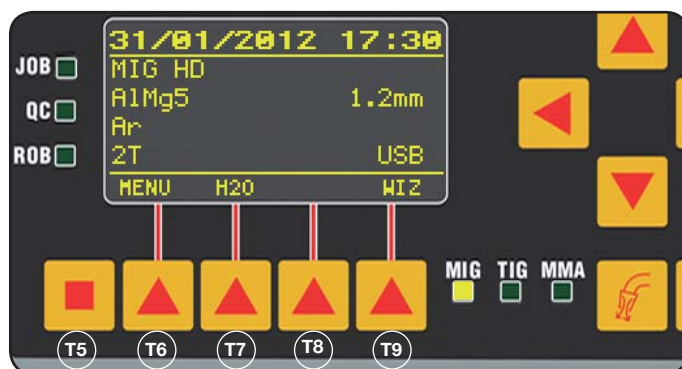 31/01/2012 17:30
JOB
MIG HD
AlMg5 1.2mm
QC
Ar
ROB
2T USB
MENU H2O WIZ
MIG TIG MMA
T5 T6 T7 T8 T9